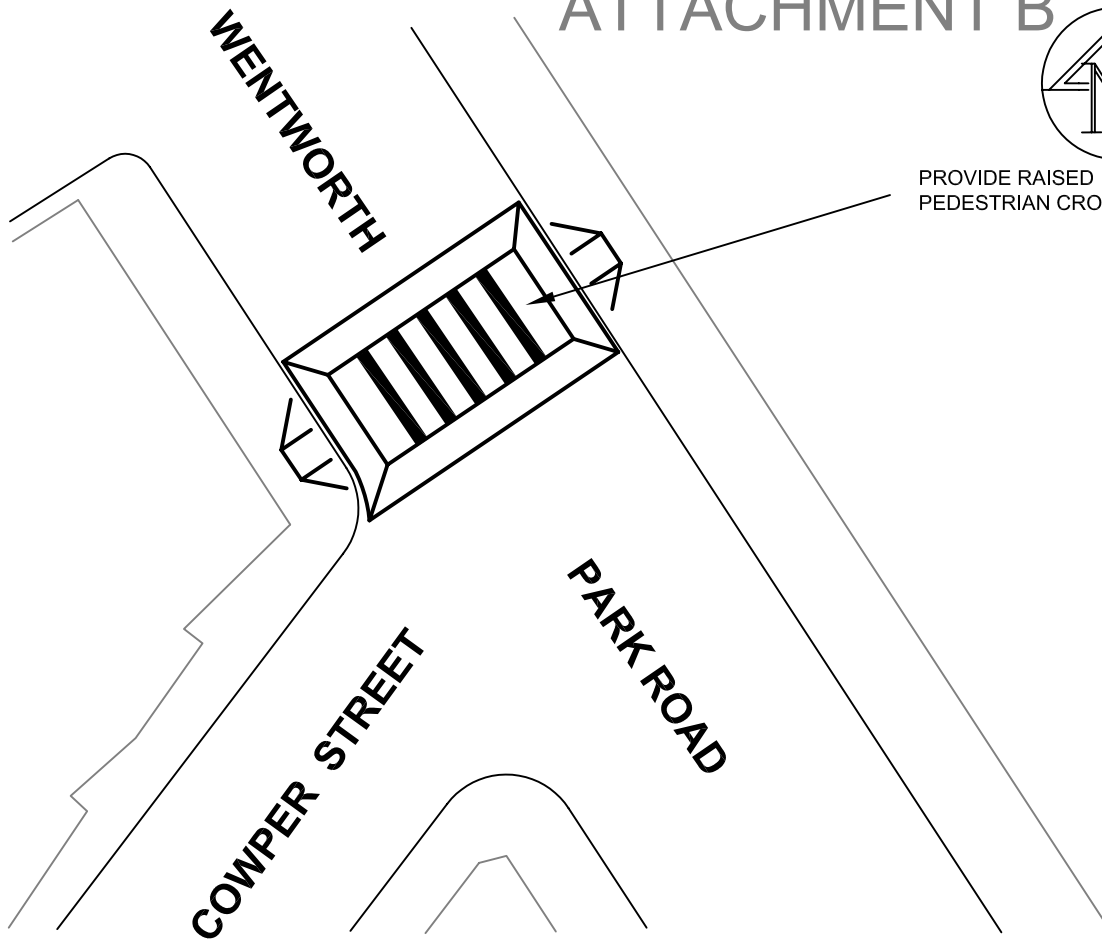 ATTACHMENT B
WENTWORTH
PROVIDE RAISED
PEDESTRIAN CRO
PARK ROAD
COWPER STREET